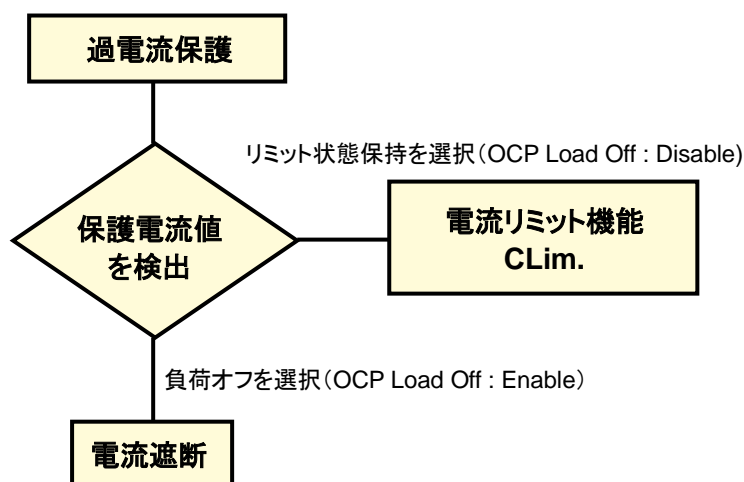 過電流保護
リミット状態保持を選択（OCP Load Off : Disable)
保護電流値
を検出
電流リミット機能
CLim.
負荷オフを選択（OCP Load Off : Enable）
電流遮断